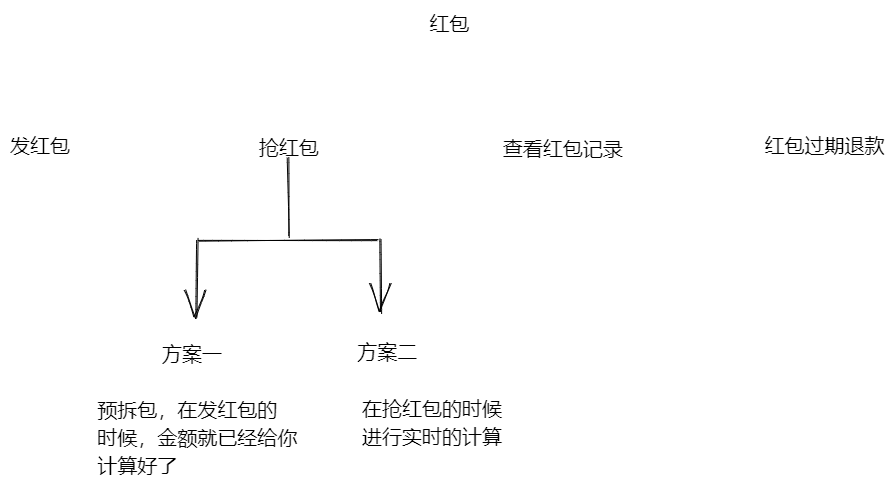 红包
发红包
抢红包
查看红包记录
红包过期退款
方案一
方案二
预拆包，在发红包的
时候，金额就已经给你
计算好了
在抢红包的时候
进行实时的计算